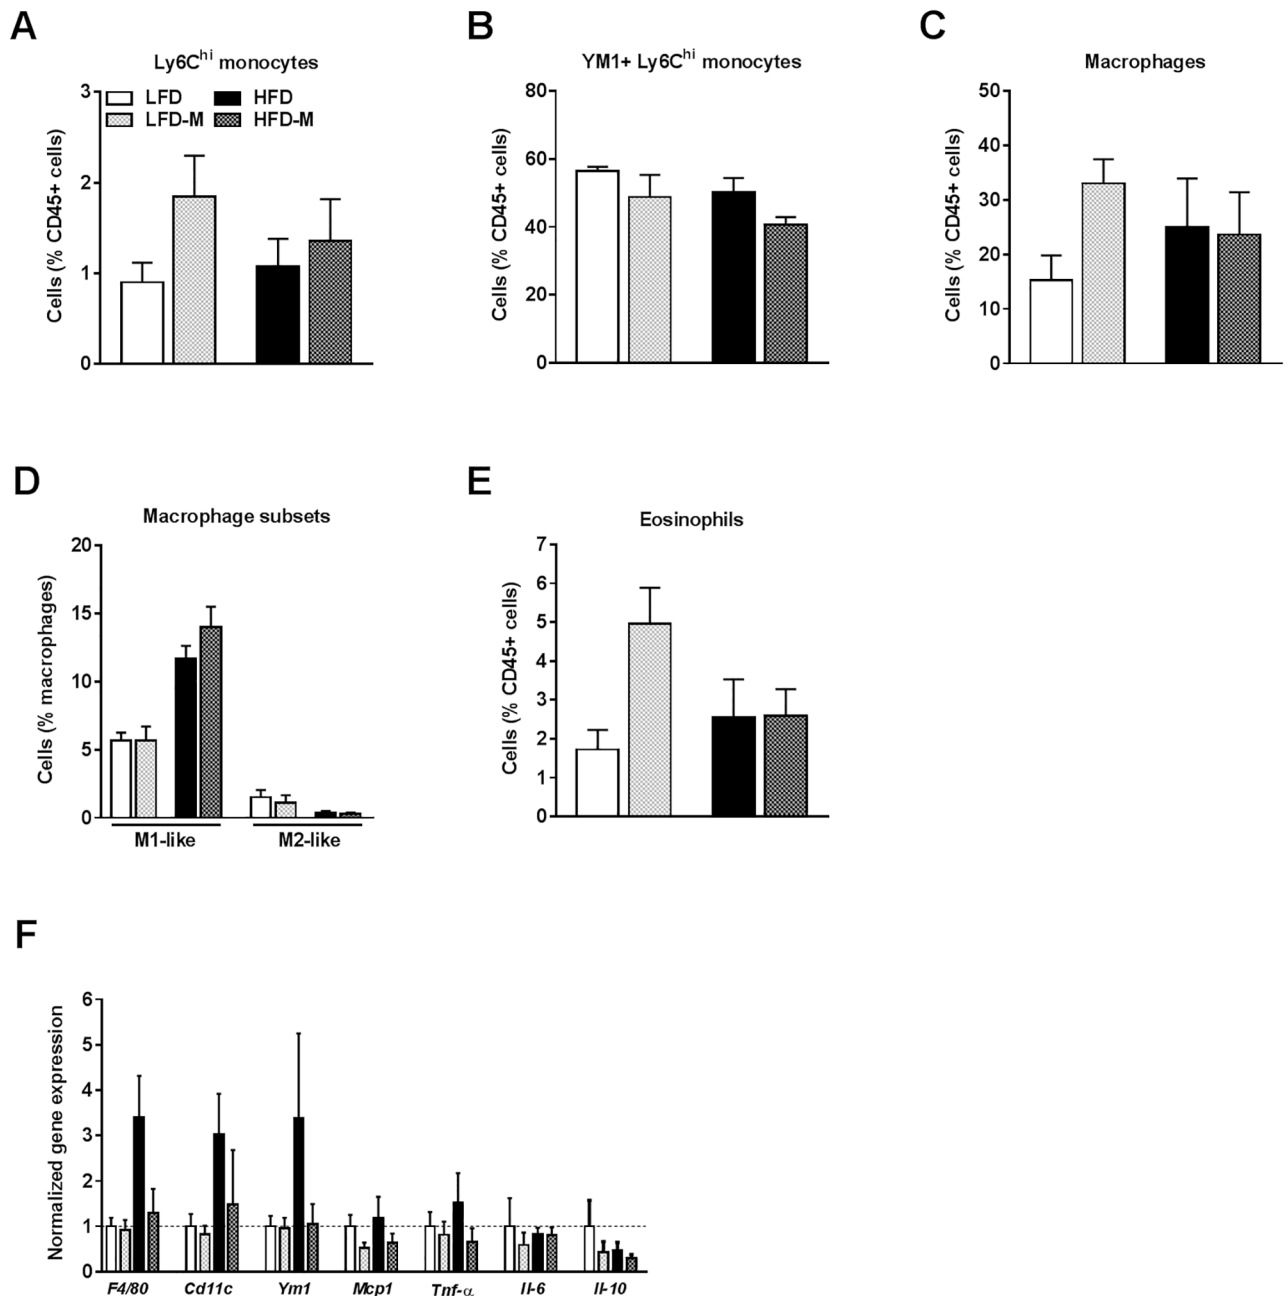 A
Ly6Chi monocytes
Cells (% CD45+ cells)
3
2
1
0
LFD
HFD
LFD-M
HFD-M
B
YM1+ Ly6Chi monocytes
Cells (% CD45+ cells)
80
60
40
20
0
C
Macrophages
Cells (% CD45+ cells)
50
40
30
20
10
0
D
Macrophage subsets
Cells (% macrophages)
20
15
10
5
0
M1-like
M2-like
E
Eosinophils
Cells (% CD45+ cells)
7
6
5
4
3
2
1
0
F
Normalized gene expression
6
5
4
3
2
1
0
F4/80
Cd11c
Ym1
Mcp1
Tnf-α
Il-6
Il-10